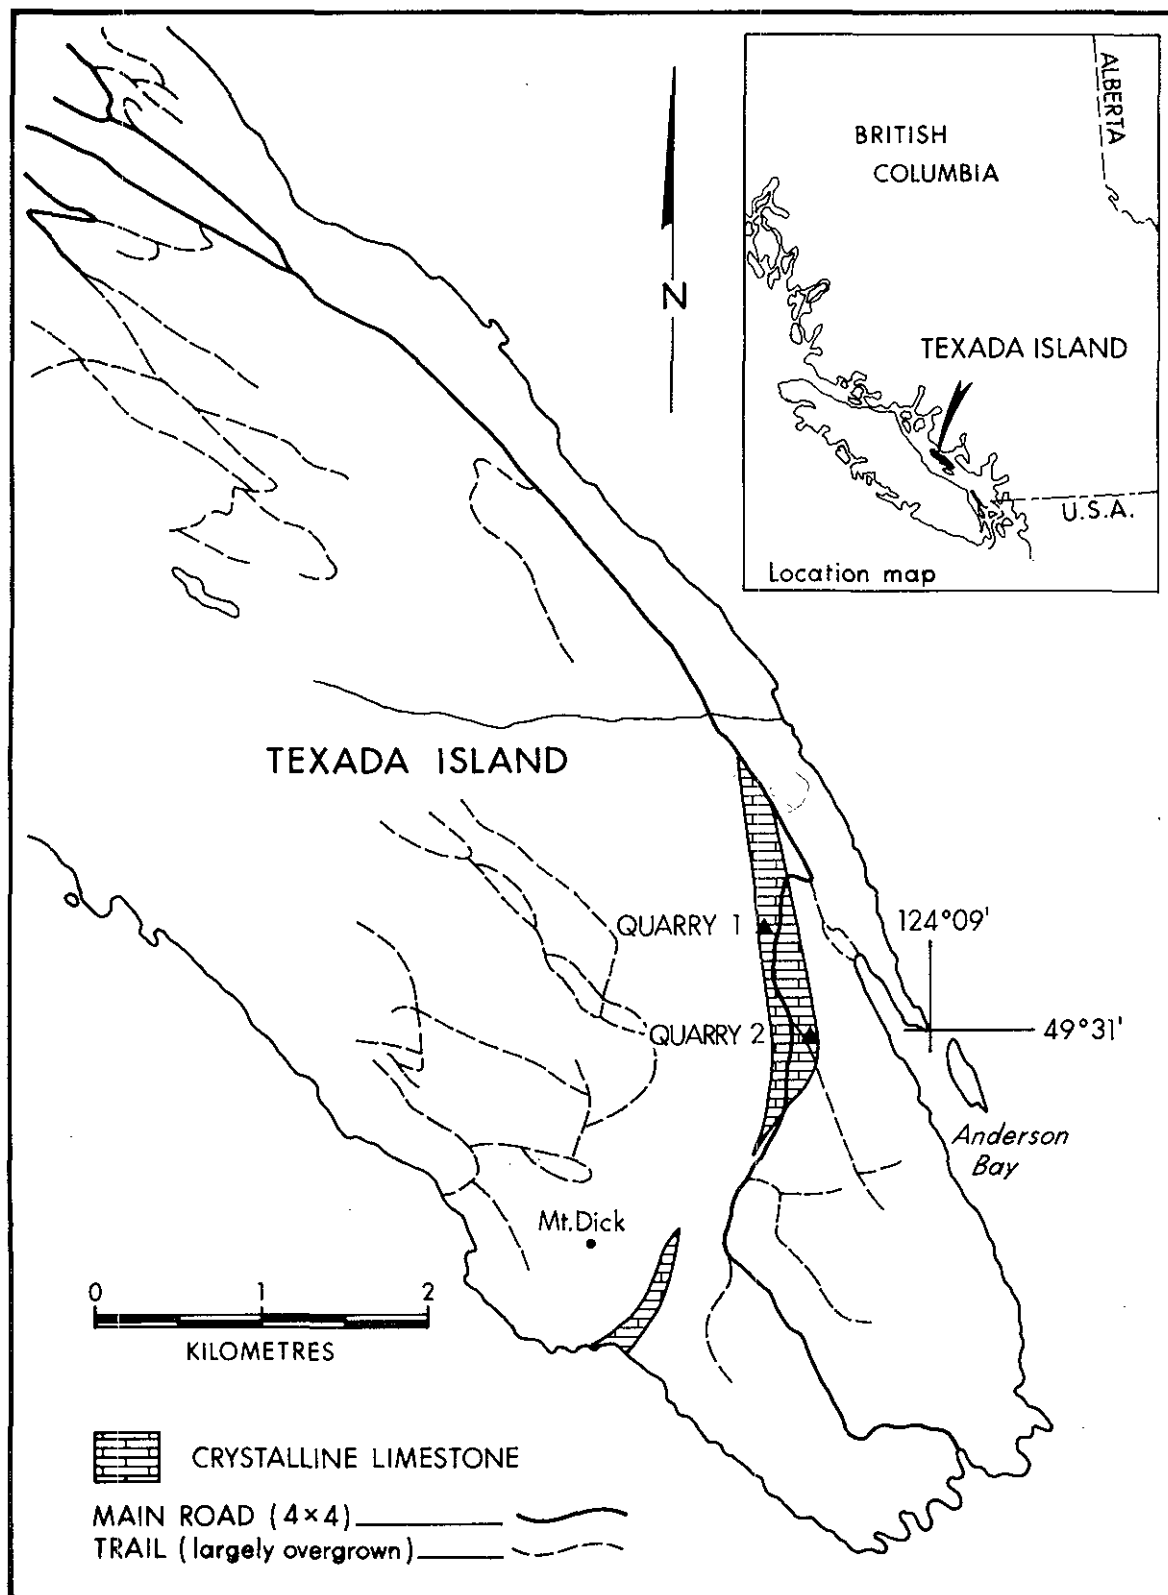 ALBERTA
BRITISH
COLUMBIA
N
TEXADA ISLAND
U.S.A.
Location map
TEXADA ISLAND
QUARRY 1
124°09'
QUARRY 2
49°31'
Anderson
Bay
Mt. Dick
0 1 2
KILOMETRES
CRYSTALLINE LIMESTONE
MAIN ROAD (4×4)
TRAIL (largely overgrown)